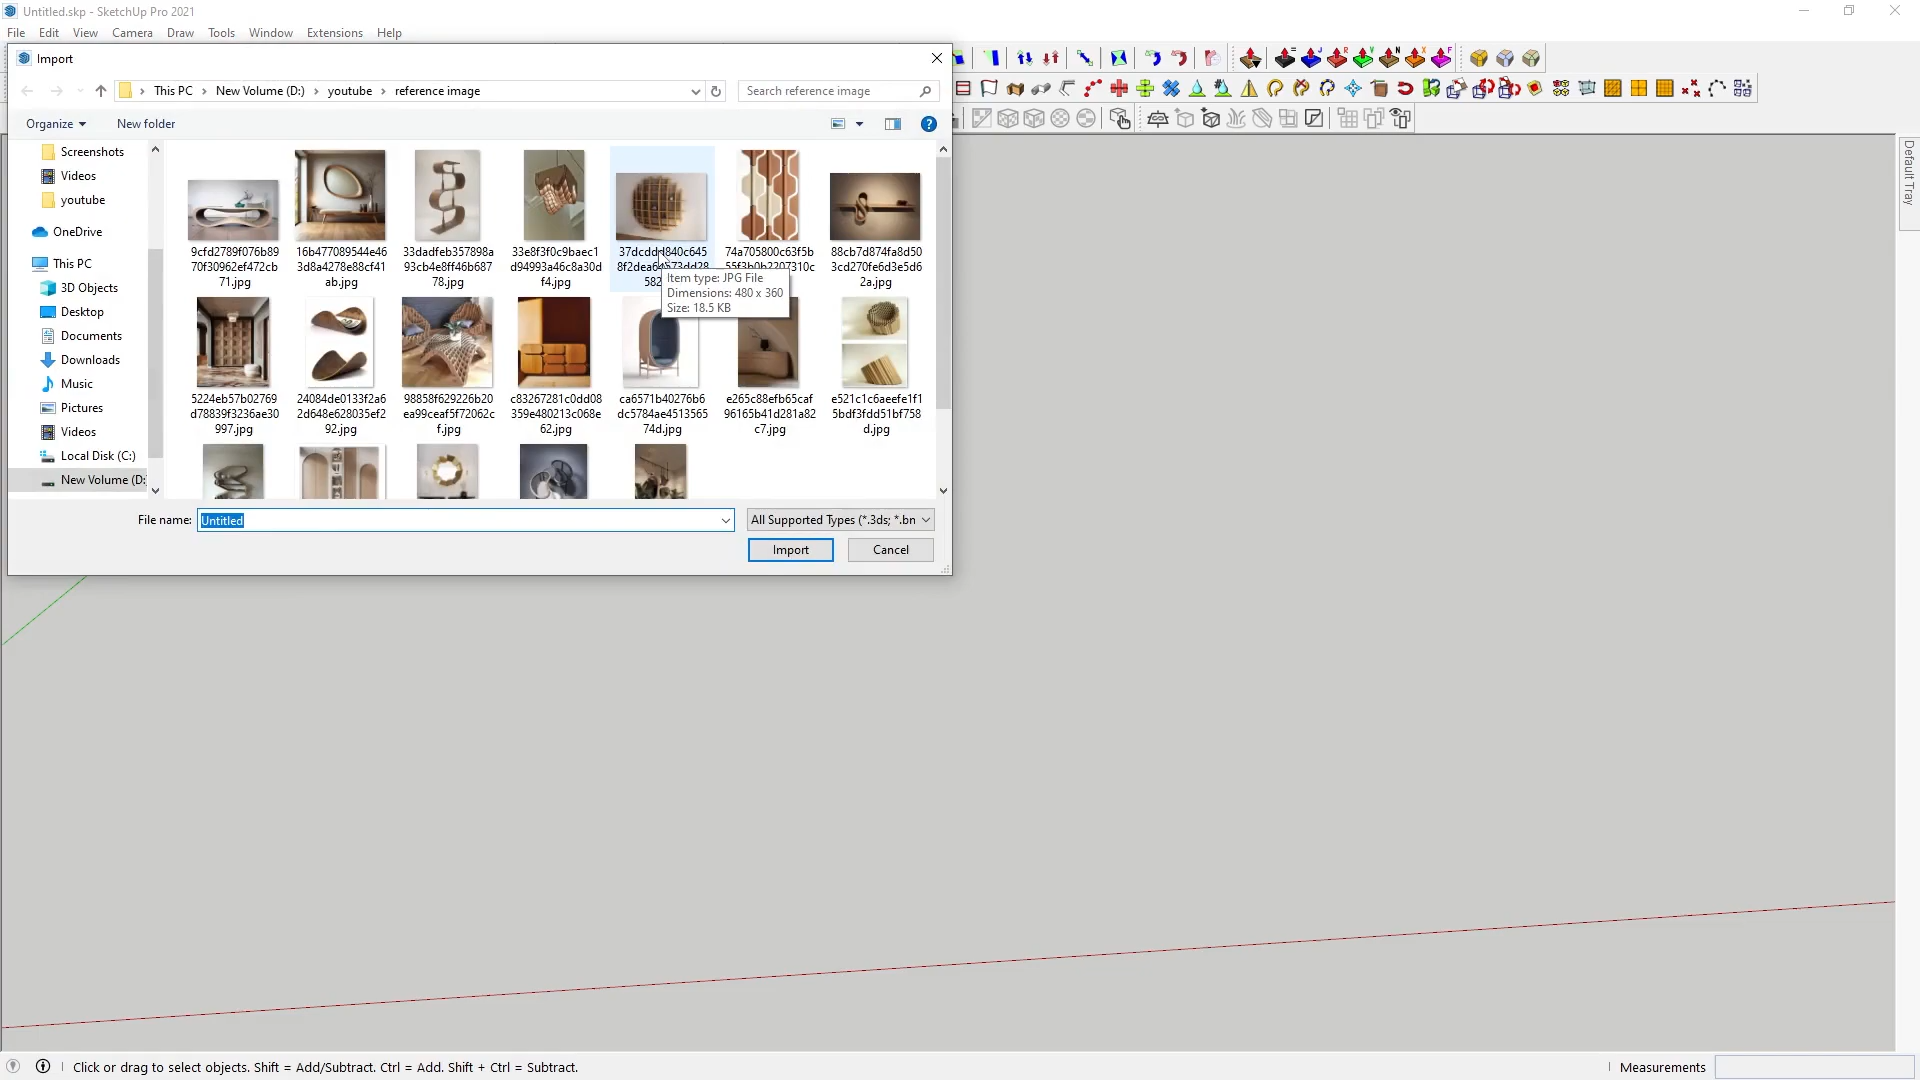 Untitled.skp - SketchUp Pro 2021
File Edit View Camera Draw Tools Window Extensions Help
Import
This PC > New Volume (D:) > youtube > reference image
Search reference image
Organize New folder
Screenshots
Videos
youtube
OneDrive
This PC
3D Objects
Desktop
Documents
Downloads
Music
Pictures
Videos
Local Disk (C:)
New Volume (D:
9cfd2789f076b89
70f30962ef472cb
71.jpg
16b477089544e46
3d8a4278e88cf41
ab.jpg
33dadfeb357898a
93cb4e8ff46b687
78.jpg
33e8f3f0c9baec1
d94993a46c8a30d
f4.jpg
37dcddd840c645
582
74a705800c63f5b
55f3b0b2207310c
88cb7d874fa8d50
3cd270fe6d3e5d6
2a.jpg
Item type: JPG File
Dimensions: 480 x 360
Size: 18.5 KB
5224eb57b02769
d78839f3236ae30
997.jpg
24084de0133f2a6
2d648e628035ef2
92.jpg
98858f629226b20
ea99ceaf5f72062c
f.jpg
c83267281c0dd08
359e480213c068e
62.jpg
ca6571b40276b6
dc5784ae4513565
74d.jpg
e265c88efb65caf
96165b41d281a82
c7.jpg
e521c1c6aeefe1f1
5bdf3fdd51bf758
d.jpg
File name: Untitled
All Supported Types (*.3ds; *.bn
Import Cancel
Default Tray
Click or drag to select objects. Shift = Add/Subtract. Ctrl = Add. Shift + Ctrl = Subtract.
Measurements